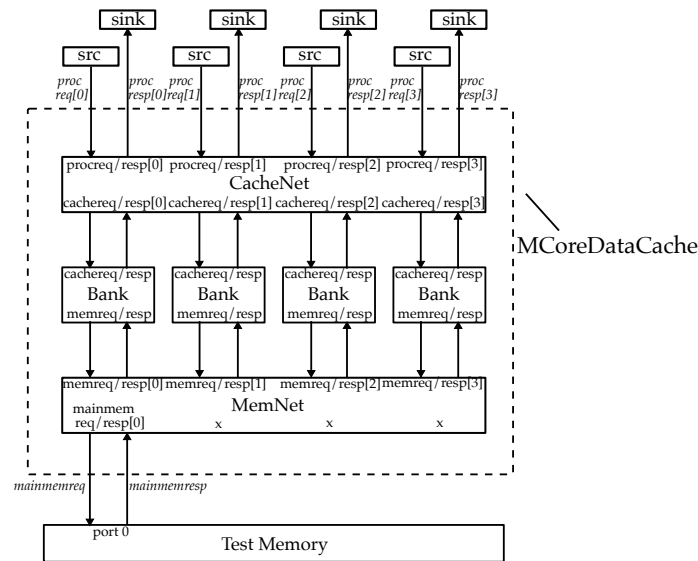 sink sink sink sink
src src src src
proc proc proc proc proc proc proc proc
req[0] resp[0] req[1] resp[1] req[2] resp[2] req[3] resp[3]
procreq/resp[0] procreq/resp[1] procreq/resp[2] procreq/resp[3]
CacheNet
cachereq/resp[0] cachereq/resp[1] cachereq/resp[2] cachereq/resp[3]
MCoreDataCache
cachereq/resp cachereq/resp cachereq/resp cachereq/resp
Bank Bank Bank Bank
memreq/resp memreq/resp memreq/resp memreq/resp
memreq/resp[0] memreq/resp[1] memreq/resp[2] memreq/resp[3]
MemNet
mainmem
req/resp[0] x x x
mainmemreq mainmemresp
port 0
Test Memory